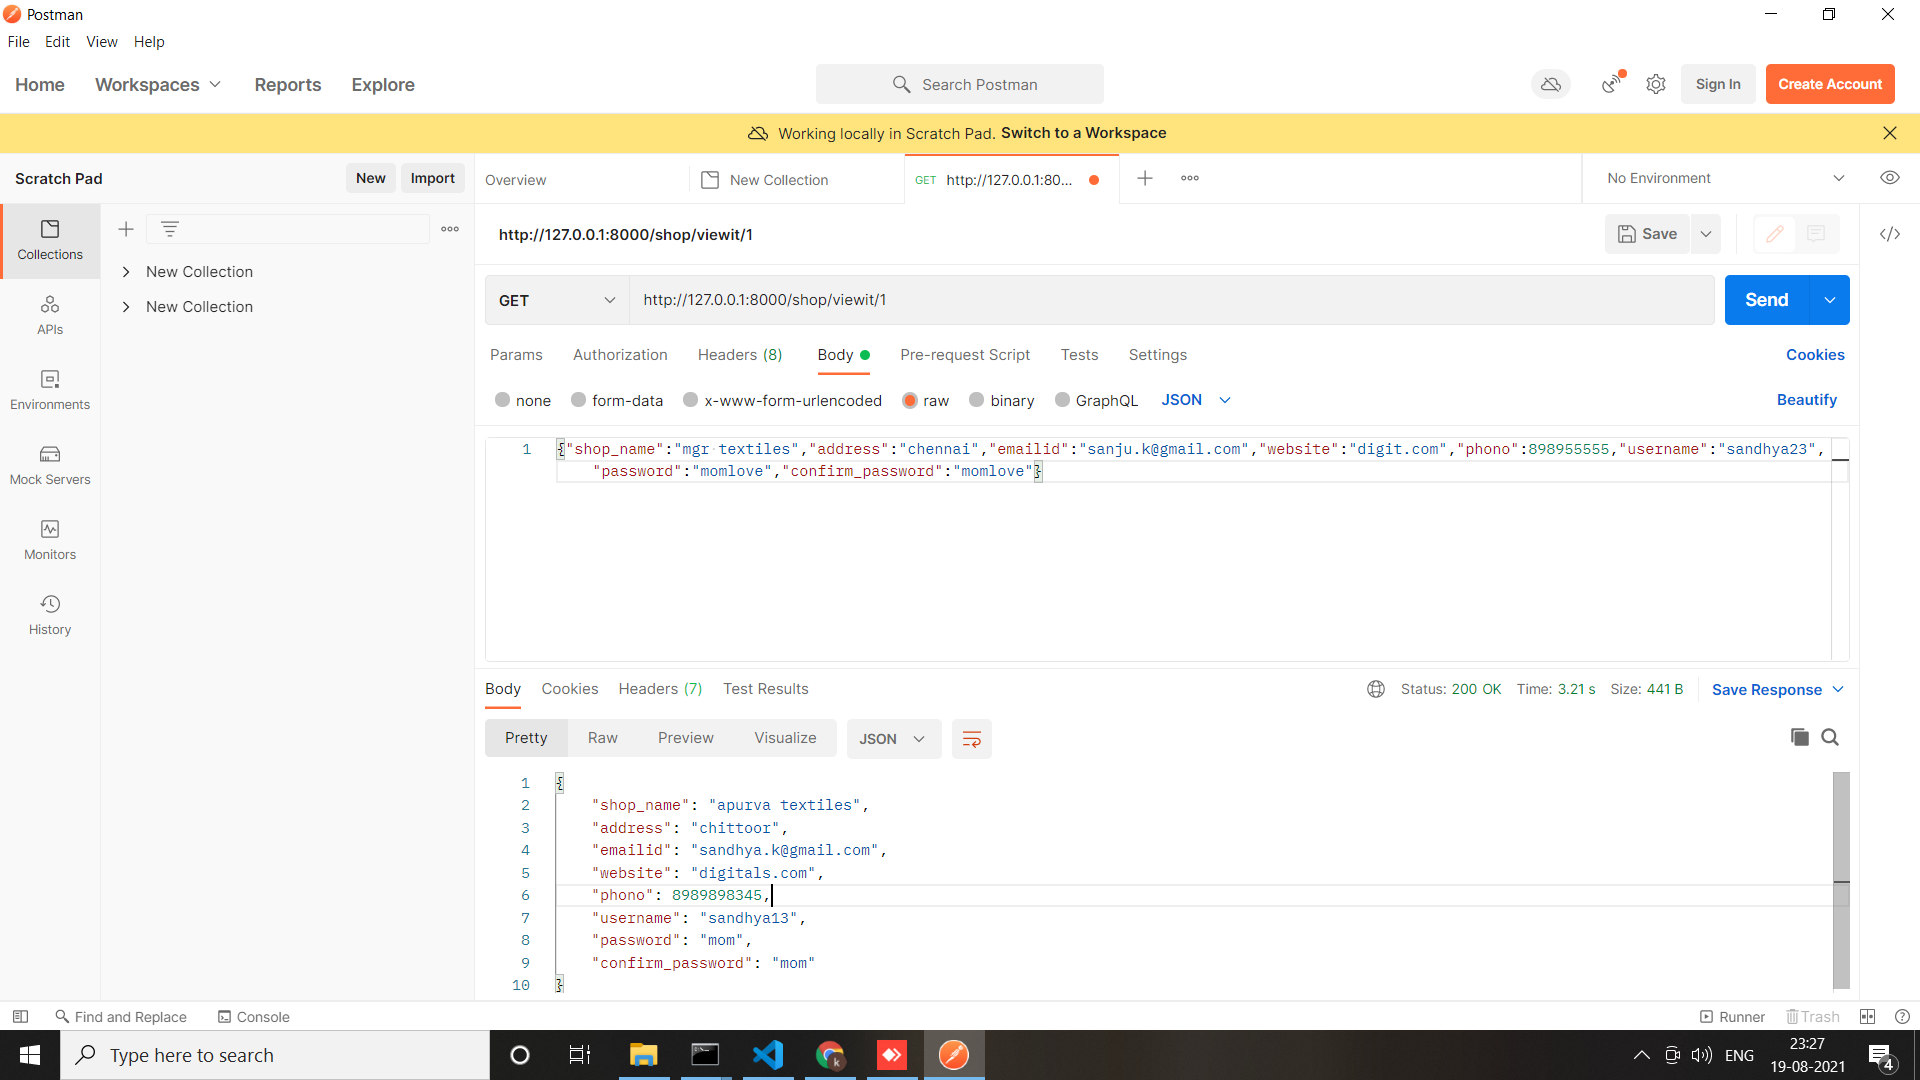 Postman
File Edit View Help
Home Workspaces Reports Explore Search Postman Sign In Create Account
Working locally in Scratch Pad. Switch to a Workspace
Scratch Pad New Import Overview New Collection GET http://127.0.0.1:80... No Environment
Collections
New Collection
New Collection
APIs
Environments
Mock Servers
Monitors
History
http://127.0.0.1:8000/shop/viewit/1 Save
GET http://127.0.0.1:8000/shop/viewit/1 Send
Params Authorization Headers (8) Body Pre-request Script Tests Settings Cookies
none form-data x-www-form-urlencoded raw binary GraphQL JSON Beautify
1 {"shop_name":"mgr textiles","address":"chennai","emailid":"sanju.k@gmail.com","website":"digit.com","phono":898955555,"username":"sandhya23",
"password":"momlove","confirm_password":"momlove"}
Body Cookies Headers (7) Test Results Status: 200 OK Time: 3.21 s Size: 441 B Save Response
Pretty Raw Preview Visualize JSON
1 {
2 "shop_name": "apurva textiles",
3 "address": "chittoor",
4 "emailid": "sandhya.k@gmail.com",
5 "website": "digitals.com",
6 "phono": 8989898345,
7 "username": "sandhya13",
8 "password": "mom",
9 "confirm_password": "mom"
10 }
Find and Replace Console Runner Trash
Type here to search k ENG 23:27
19-08-2021 4